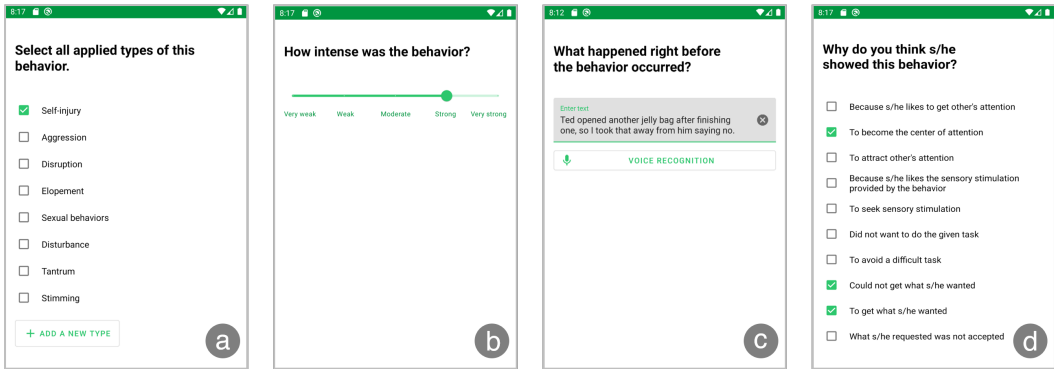 8:17
Select all applied types of this
behavior.
Self-injury
Aggression
Disruption
Elopement
Sexual behaviors
Disturbance
Tantrum
Stimming
+ ADD A NEW TYPE
a
8:17
How intense was the behavior?
Very weak Weak Moderate Strong Very strong
b
8:12
What happened right before
the behavior occurred?
Enter text
Ted opened another jelly bag after finishing
one, so I took that away from him saying no.
VOICE RECOGNITION
c
8:17
Why do you think s/he
showed this behavior?
Because s/he likes to get other's attention
To become the center of attention
To attract other's attention
Because s/he likes the sensory stimulation
provided by the behavior
To seek sensory stimulation
Did not want to do the given task
To avoid a difficult task
Could not get what s/he wanted
To get what s/he wanted
What s/he requested was not accepted
d